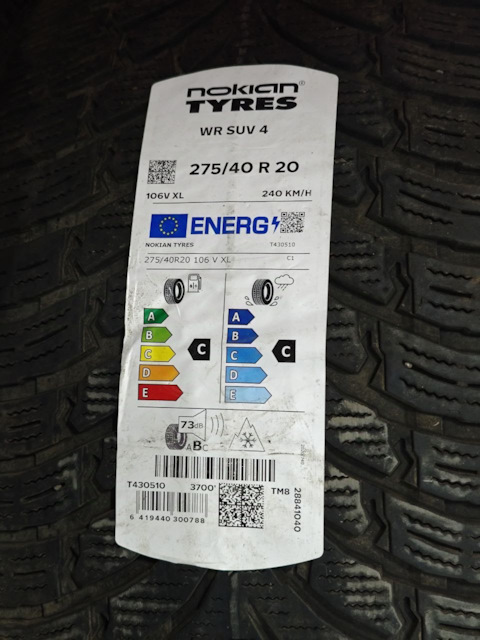 nokian®
TYRES
WR SUV 4
275/40 R 20
106V XL 240 KM/H
ENERG
NOKIAN TYRES T430510
275/40R20 106 V XL C1
A A
B B
C C C C
D D
E E
73dB
ABC
T430510 3700' TM8
28841040
6 419440 300788